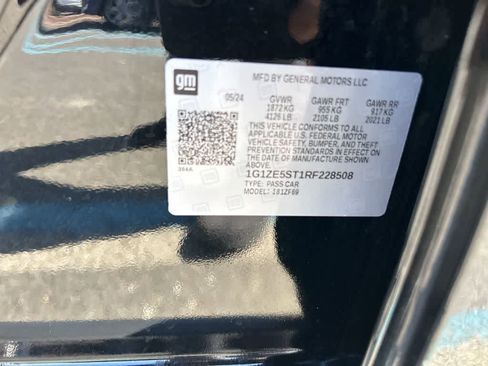 gm
MFD BY GENERAL MOTORS LLC
05/24 GVWR GAWR FRT GAWR RR
1872 KG 955 KG 917 KG
4126 LB 2105 LB 2021 LB
THIS VEHICLE CONFORMS TO ALL
APPLICABLE U.S. FEDERAL MOTOR
VEHICLE SAFETY, BUMPER, AND THEFT
PREVENTION STANDARDS IN EFFECT ON
THE DATE OF MANUFACTURE SHOWN
ABOVE.
1G1ZE5ST1RF228508
TYPE: PASS CAR
MODEL: 181ZF69